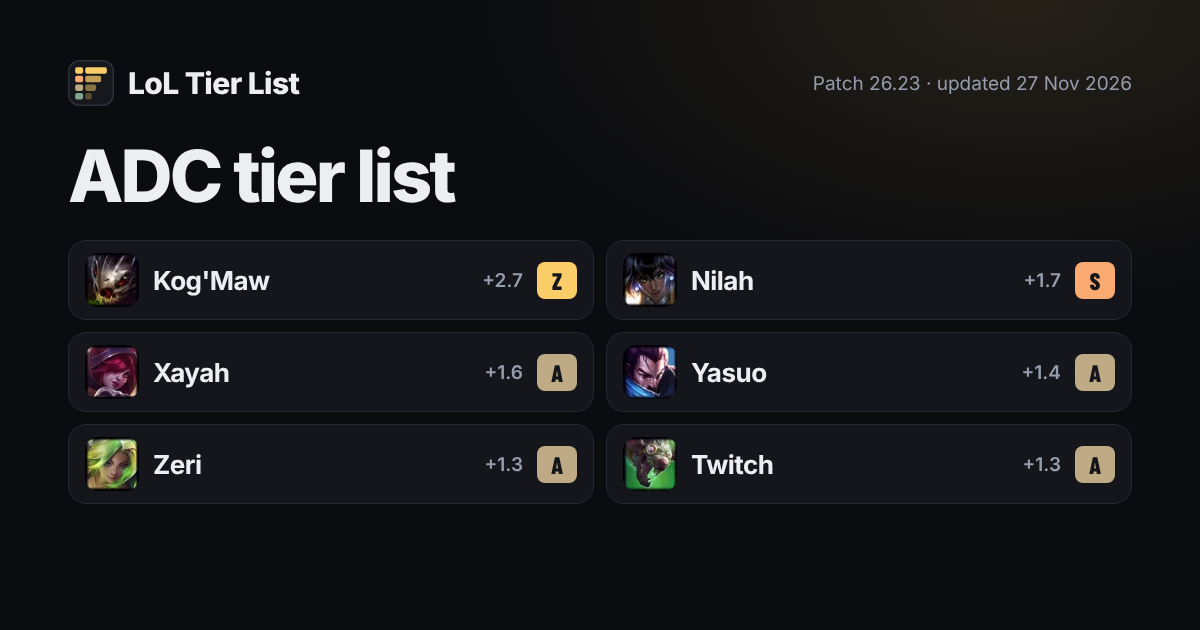 LoL Tier List
Patch 26.23 · updated 27 Nov 2026
ADC tier list
Kog'Maw +2.7 Z
Nilah +1.7 S
Xayah +1.6 A
Yasuo +1.4 A
Zeri +1.3 A
Twitch +1.3 A